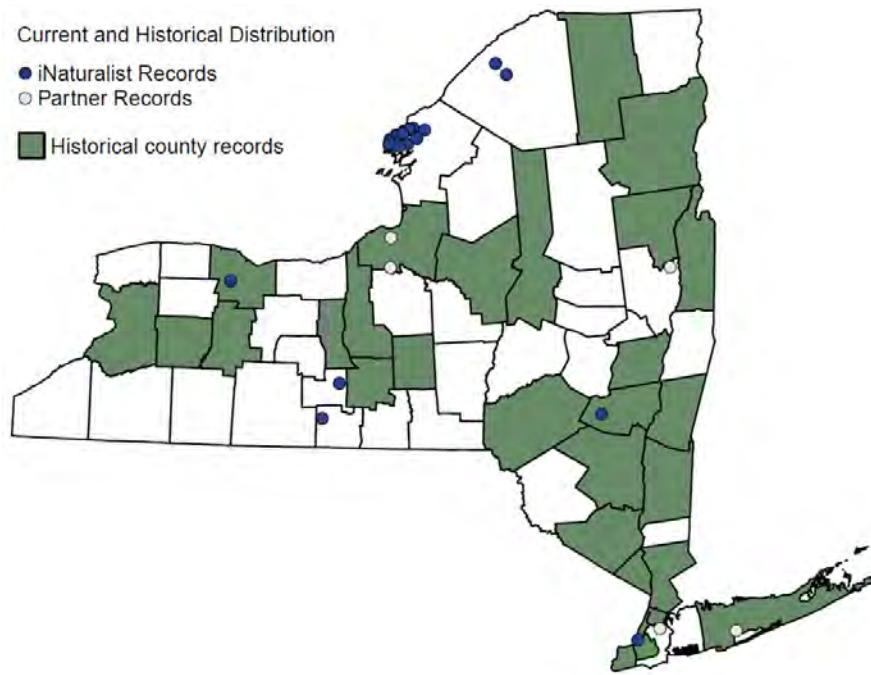 Current and Historical Distribution
iNaturalist Records
Partner Records
Historical county records